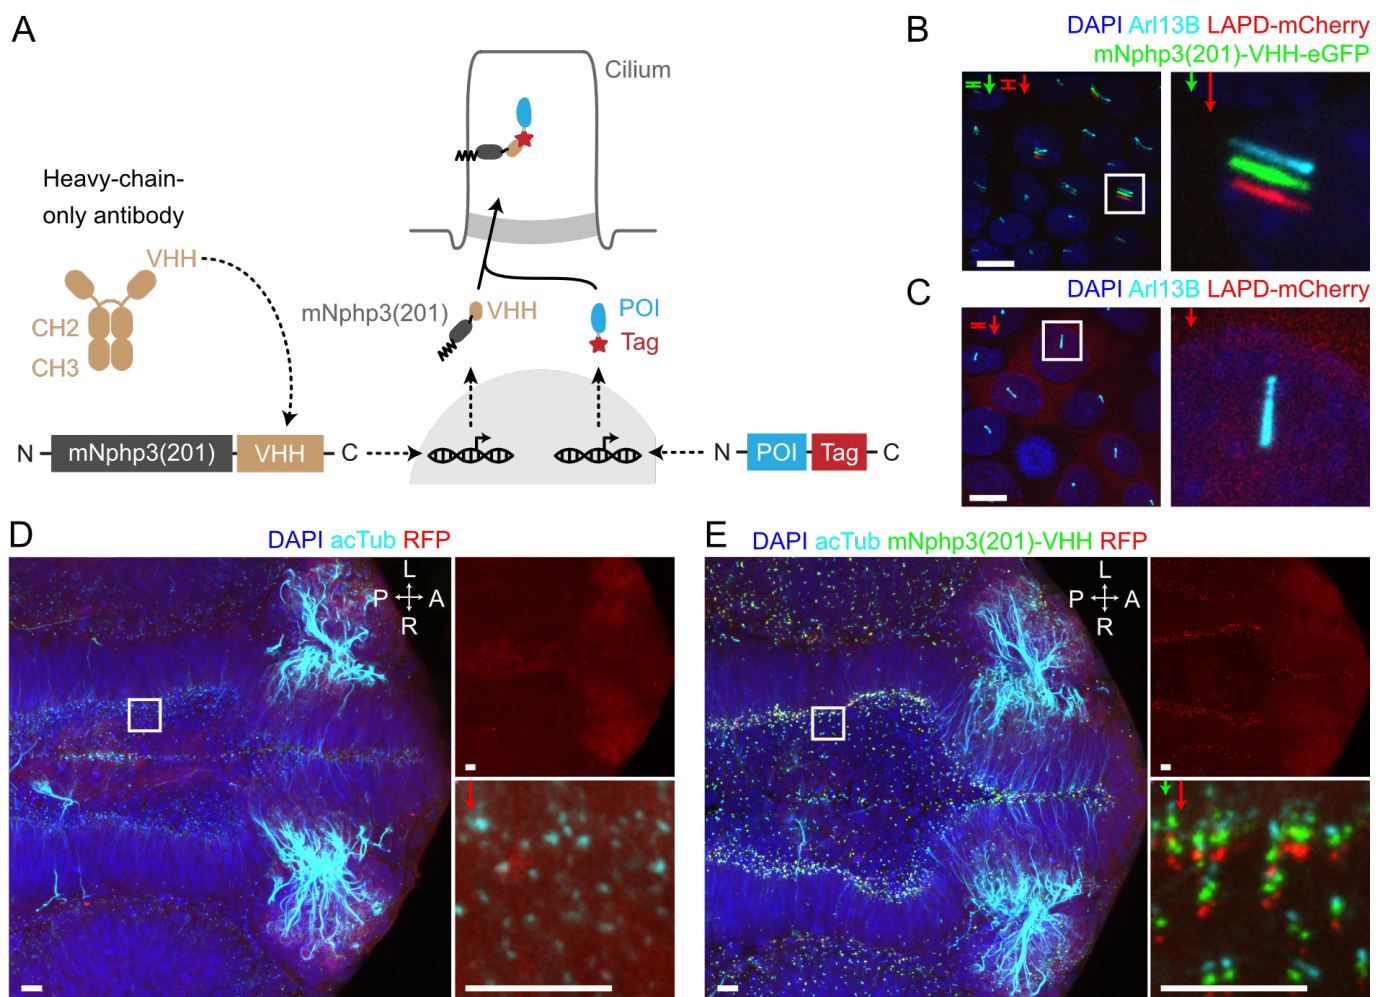 A
Cilium
Heavy-chain-
only antibody
VHH
CH2
CH3
mNphp3(201)
VHH
POI
Tag
N
mNphp3(201)
VHH
C
N
POI
Tag
C
B
DAPI Arl13B LAPD-mCherry
mNphp3(201)-VHH-eGFP
C
DAPI Arl13B LAPD-mCherry
D
DAPI acTub RFP
L
P
A
R
E
DAPI acTub mNphp3(201)-VHH RFP
L
P
A
R